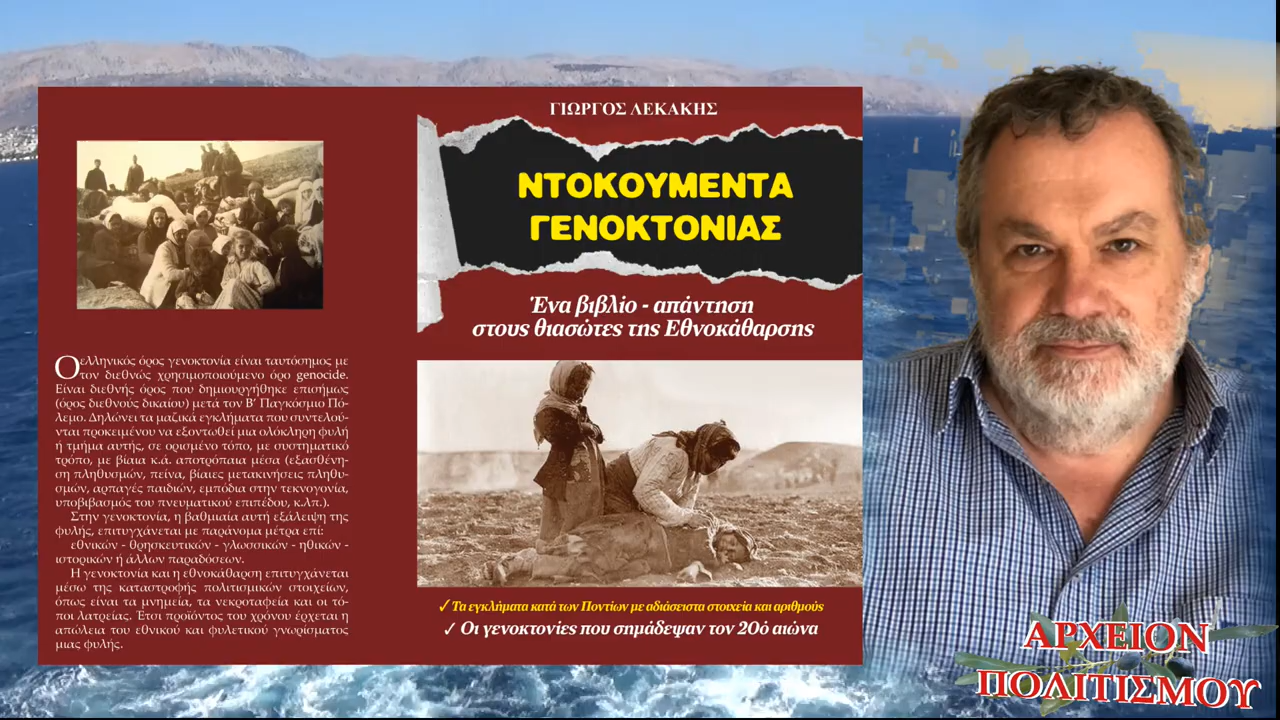 ΓΙΩΡΓΟΣ ΛΕΚΑΚΗΣ
ΝΤΟΚΟΥΜΕΝΤΑ
ΓΕΝΟΚΤΟΝΙΑΣ
Ένα βιβλίο - απάντηση
στους θιασώτες της Εθνοκάθαρσης
✓ Τα εγκλήματα κατά των Ποντίων με αδιάσειστα στοιχεία και αριθμούς
✓ Οι γενοκτονίες που σημάδεψαν τον 20ό αιώνα
Ο ελληνικός όρος γενοκτονία είναι ταυτόσημος με
τον διεθνώς χρησιμοποιούμενο όρο genocide.
Είναι διεθνής όρος που δημιουργήθηκε επισήμως
(όρος διεθνούς δικαίου) μετά τον Β’ Παγκόσμιο Πό-
λεμο. Δηλώνει τα μαζικά εγκλήματα που συντελού-
νται προκειμένου να εξοντωθεί μια ολόκληρη φυλή
ή τμήμα αυτής, σε ορισμένο τόπο, με συστηματικό
τρόπο, με βίαια κ.ά. αποτρόπαια μέσα (εξασθένη-
ση πληθυσμών, πείνα, βίαιες μετακινήσεις πληθυ-
σμών, αρπαγές παιδιών, εμπόδια στην τεκνογονία,
υποβιβασμός του πνευματικού επιπέδου, κ.λπ.).
Στην γενοκτονία, η βαθμιαία αυτή εξάλειψη της
φυλής, επιτυγχάνεται με παράνομα μέτρα επί:
εθνικών - θρησκευτικών - γλωσσικών - ηθικών -
ιστορικών ή άλλων παραδόσεων.
Η γενοκτονία και η εθνοκάθαρση επιτυγχάνεται
μέσω της καταστροφής πολιτισμικών στοιχείων,
όπως είναι τα μνημεία, τα νεκροταφεία και οι τό-
ποι λατρείας. Έτσι προϊόντος του χρόνου έρχεται η
απώλεια του εθνικού και φυλετικού γνωρίσματος
μιας φυλής.
ΑΡΧΕΙΟΝ
ΠΟΛΙΤΙΣΜΟΥ